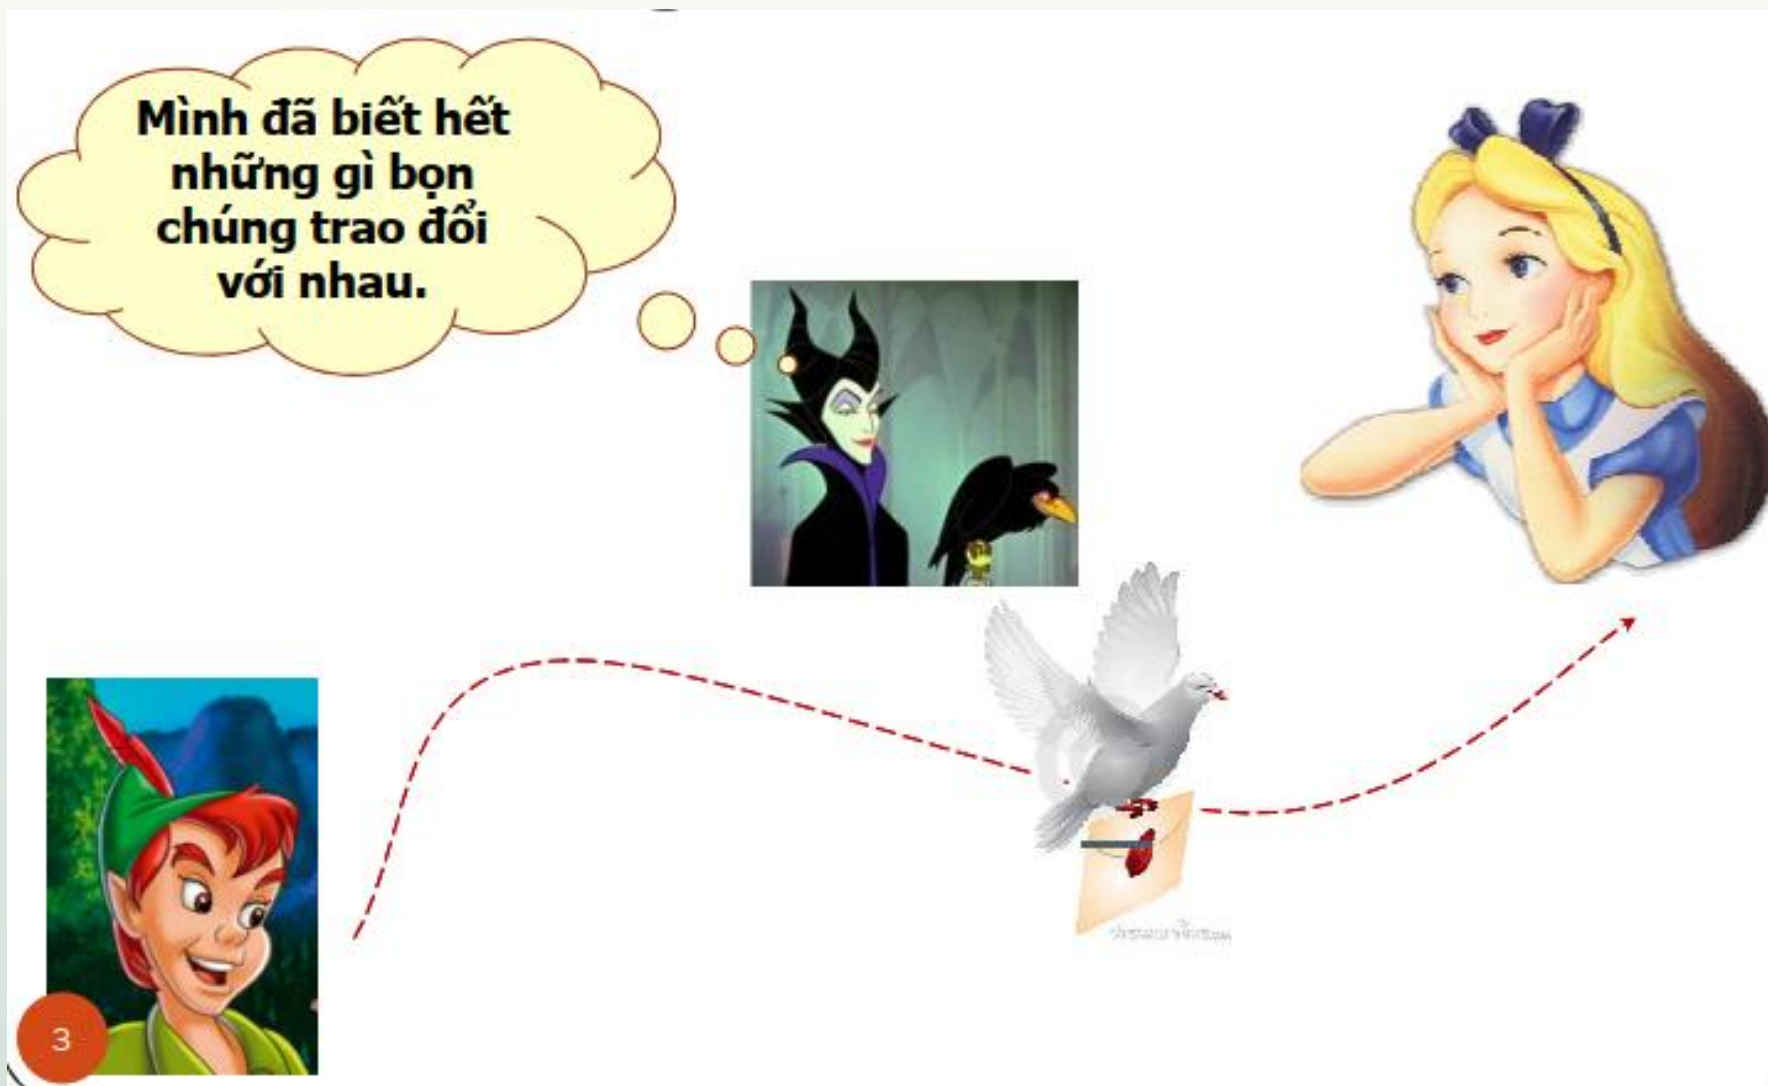 Mình đã biết hết
những gì bọn
chúng trao đổi
với nhau.
3